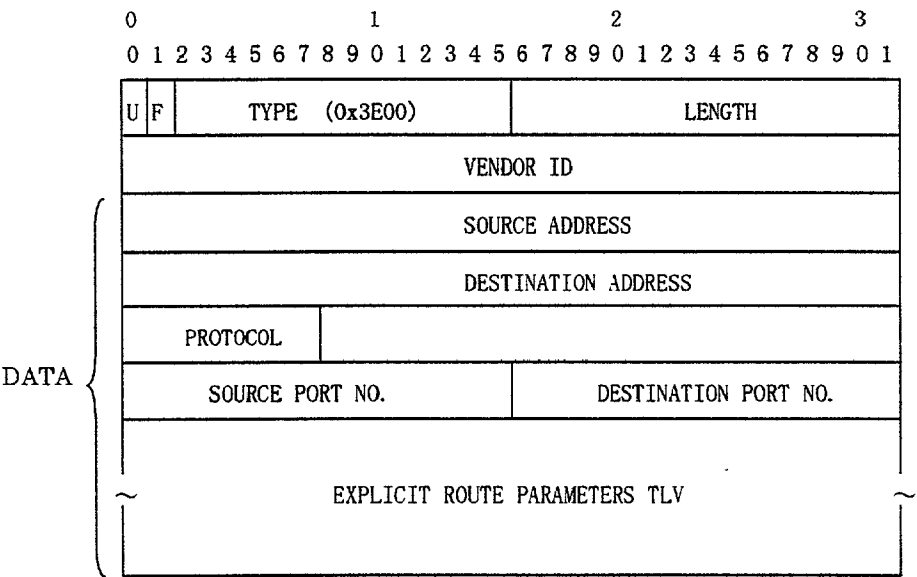 0 1 2 3
0 1 2 3 4 5 6 7 8 9 0 1 2 3 4 5 6 7 8 9 0 1 2 3 4 5 6 7 8 9 0 1
U F TYPE (0x3E00) LENGTH
VENDOR ID
SOURCE ADDRESS
DESTINATION ADDRESS
PROTOCOL
DATA
SOURCE PORT NO. DESTINATION PORT NO.
~ EXPLICIT ROUTE PARAMETERS TLV ~